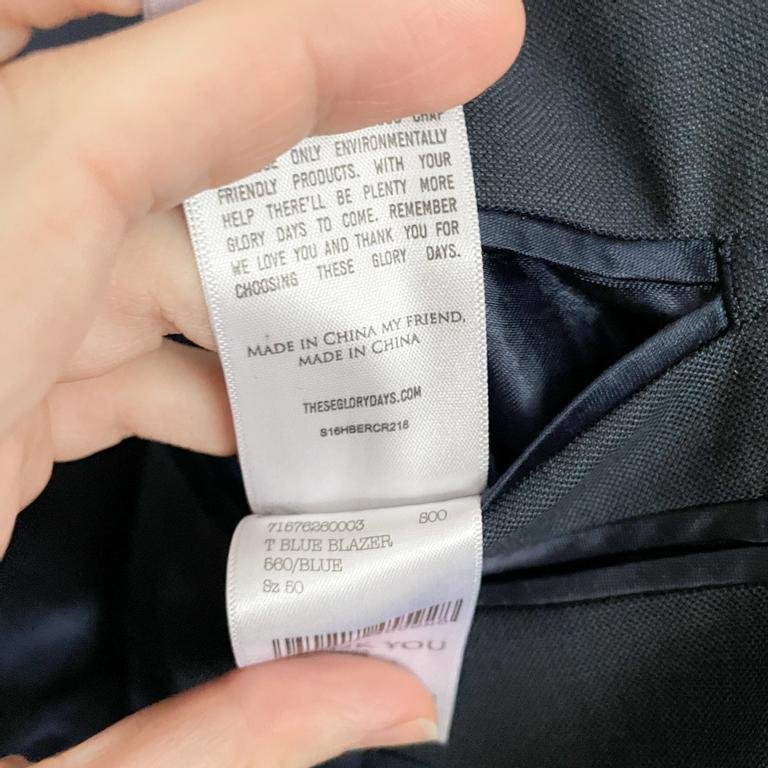 ONLY ENVIRONMENTALLY
FRIENDLY PRODUCTS. WITH YOUR
HELP THERE'LL BE PLENTY MORE
GLORY DAYS TO COME. REMEMBER
WE LOVE YOU AND THANK YOU FOR
CHOOSING THESE GLORY DAYS.
MADE IN CHINA MY FRIEND,
MADE IN CHINA
THESEGLORYDAYS.COM
S16HBERCR218
71676260003 S00
T BLUE BLAZER
560/BLUE
Sz 50
YOU